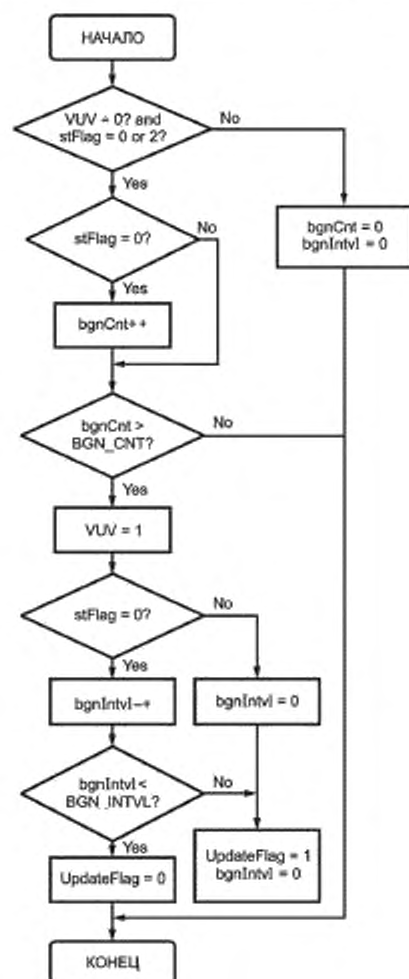 НАЧАЛО
VUV ÷ 0? and
stFlag = 0 or 2?
No
Yes
bgnCnt = 0
bgnIntvl = 0
stFlag = 0?
No
Yes
bgnCnt++
bgnCnt >
BGN_CNT?
No
Yes
VUV = 1
stFlag = 0?
No
Yes
bgnIntvl–+
bgnIntvl = 0
bgnIntvl <
BGN_INTVL?
No
Yes
UpdateFlag = 1
bgnIntvl = 0
UpdateFlag = 0
КОНЕЦ